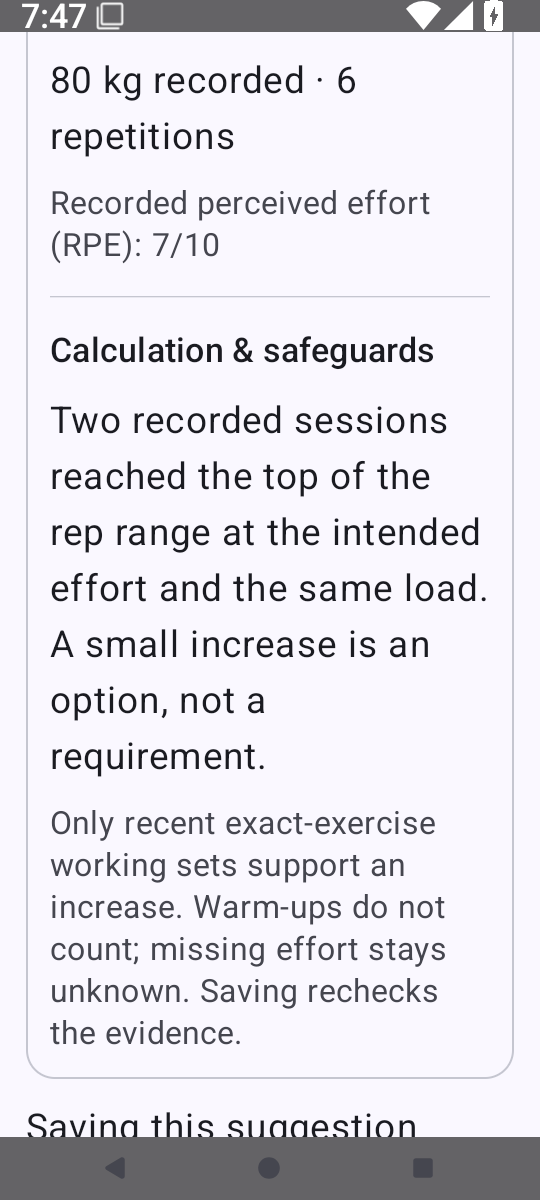 7:47
80 kg recorded · 6
repetitions
Recorded perceived effort
(RPE): 7/10
Calculation & safeguards
Two recorded sessions
reached the top of the
rep range at the intended
effort and the same load.
A small increase is an
option, not a
requirement.
Only recent exact-exercise
working sets support an
increase. Warm-ups do not
count; missing effort stays
unknown. Saving rechecks
the evidence.
Saving this suggestion